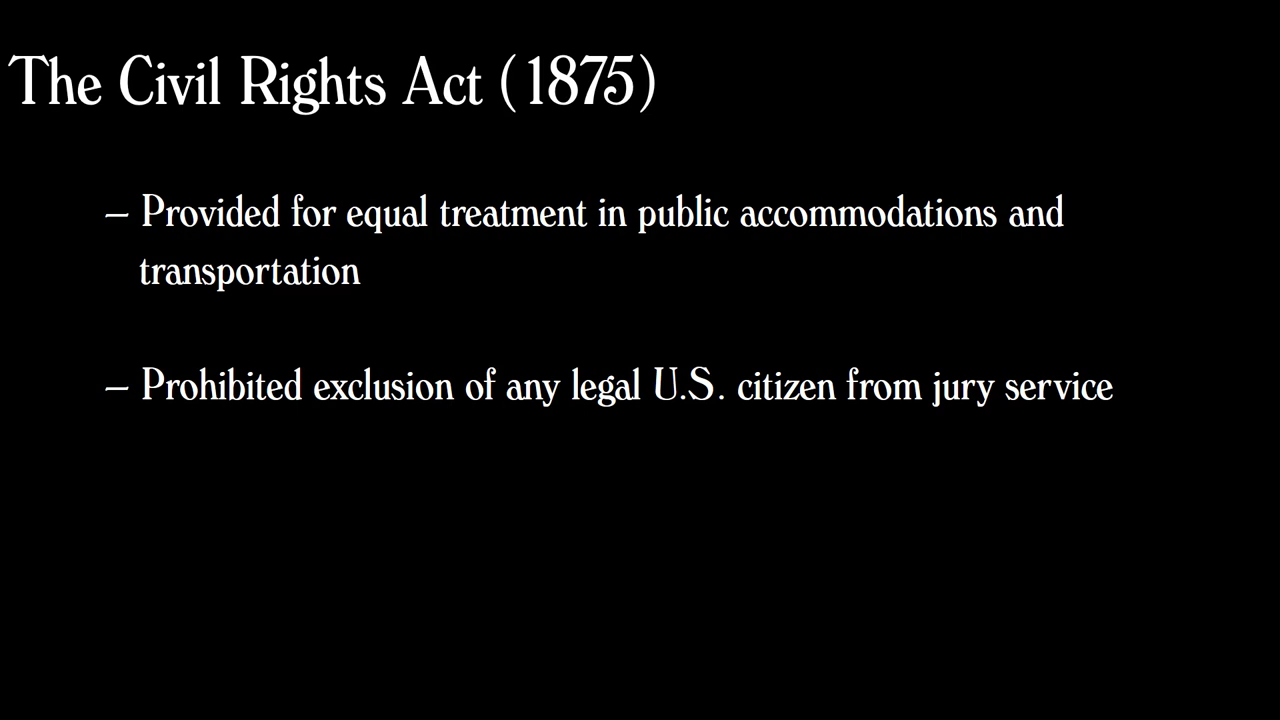 The Civil Rights Act (1875)
– Provided for equal treatment in public accommodations and
transportation
– Prohibited exclusion of any legal U.S. citizen from jury service